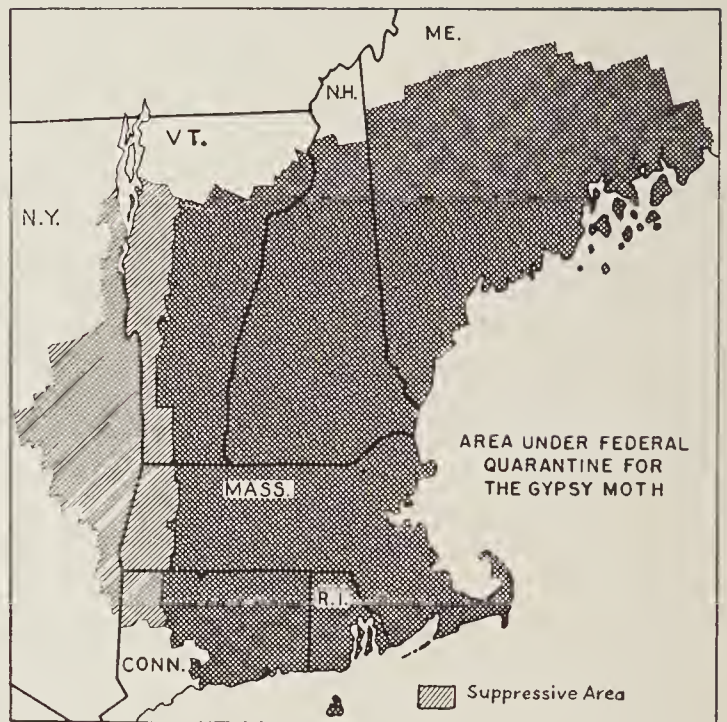 ME.
N.H.
VT.
N.Y.
AREA UNDER FEDERAL
QUARANTINE FOR
THE GYPSY MOTH
MASS.
R.I.
CONN.
Suppressive Area